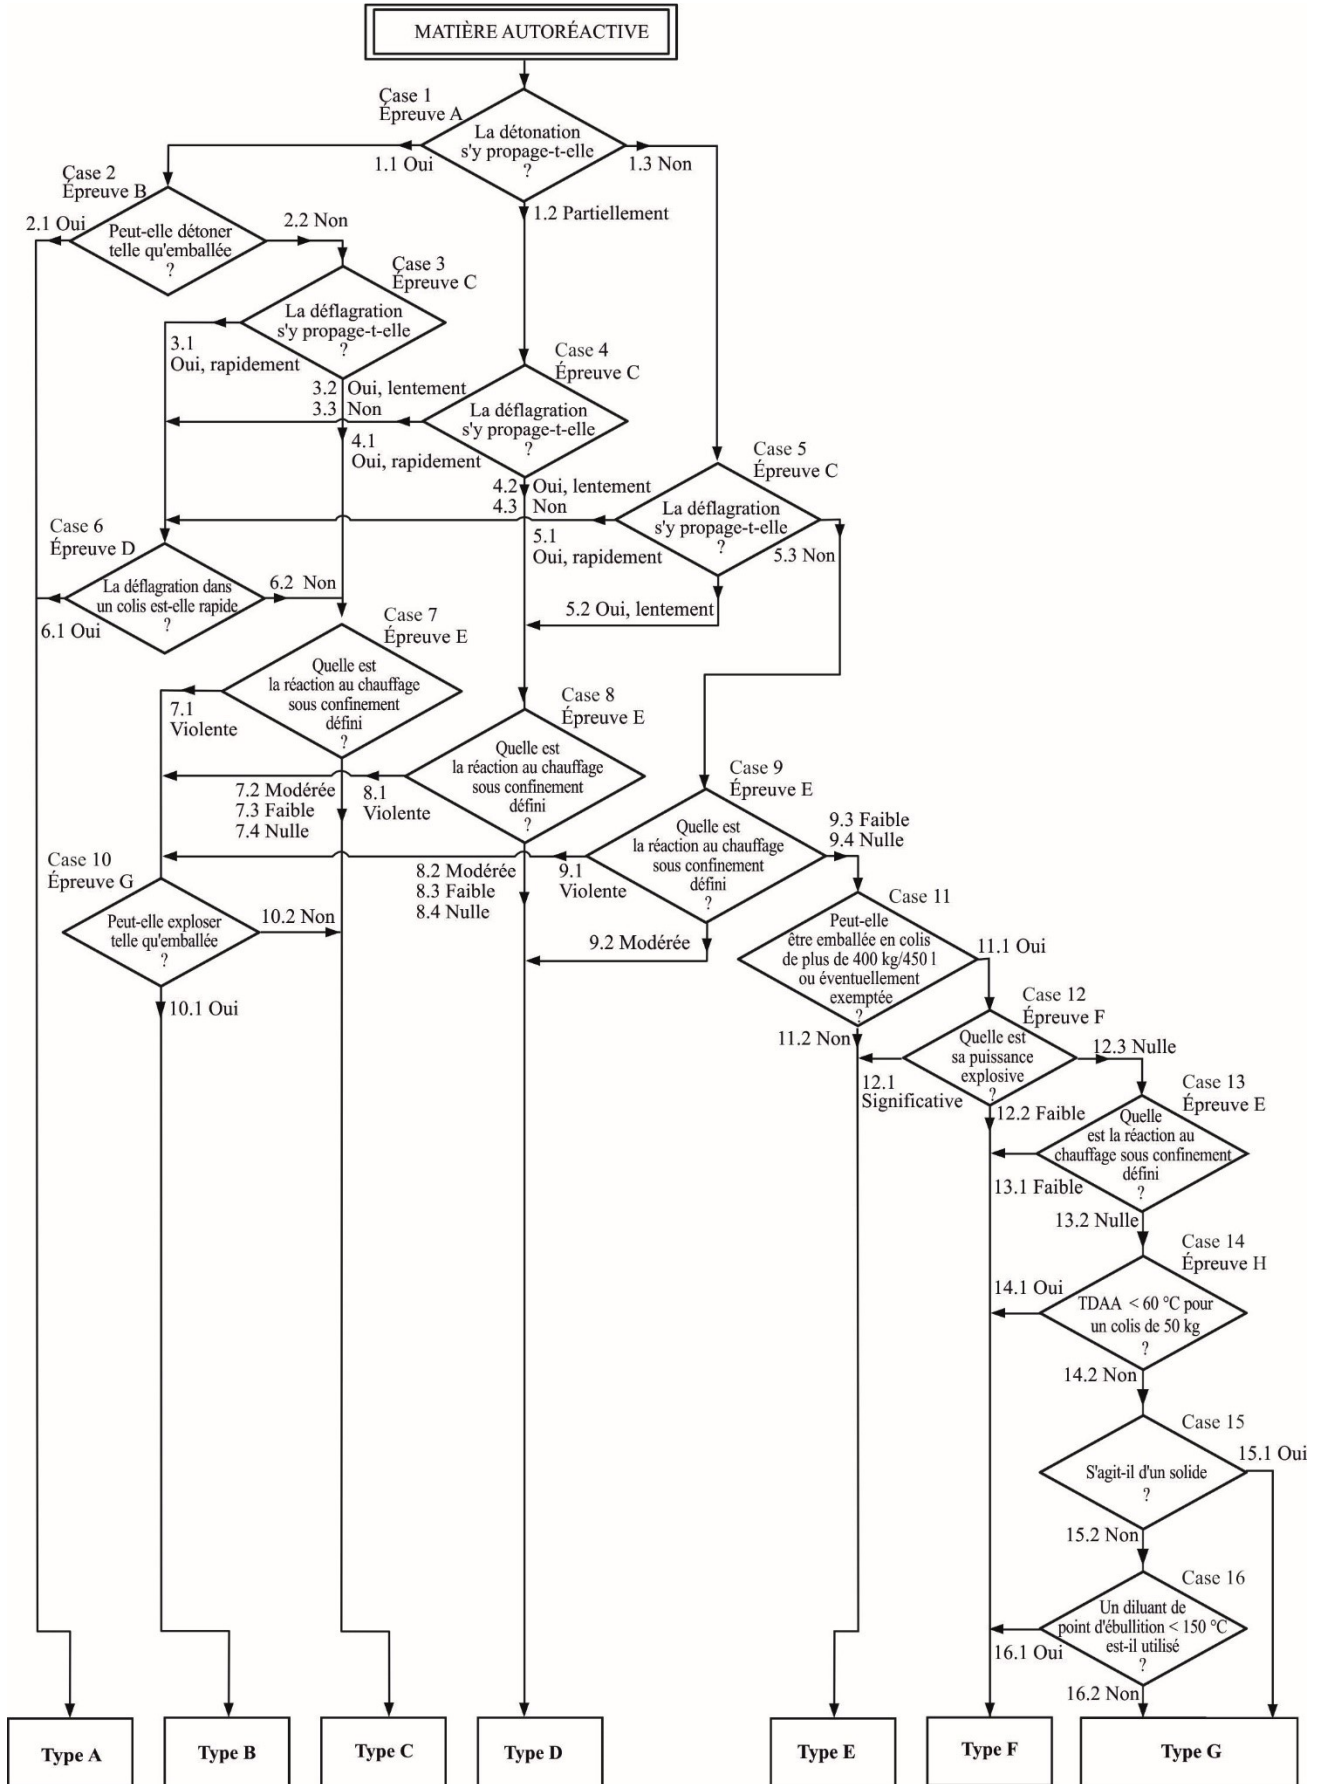 MATIÈRE AUTORÉACTIVE
Case 1
Épreuve A
La détonation
s'y propage-t-elle
?
1.1 Oui
1.3 Non
1.2 Partiellement
Case 2
Épreuve B
Peut-elle détoner
telle qu'emballée
?
2.1 Oui
2.2 Non
Case 3
Épreuve C
La déflagration
s'y propage-t-elle
?
3.1
Oui, rapidement
3.2 Oui, lentement
3.3 Non
Case 4
Épreuve C
La déflagration
s'y propage-t-elle
?
4.1
Oui, rapidement
4.2 Oui, lentement
4.3 Non
Case 5
Épreuve C
La déflagration
s'y propage-t-elle
?
5.1
Oui, rapidement
5.3 Non
5.2 Oui, lentement
Case 6
Épreuve D
La déflagration dans
un colis est-elle rapide
?
6.2 Non
6.1 Oui
Case 7
Épreuve E
Quelle est
la réaction au chauffage
sous confinement
défini
?
7.1
Violente
7.2 Modérée
7.3 Faible
7.4 Nulle
Case 8
Épreuve E
Quelle est
la réaction au chauffage
sous confinement
défini
?
8.1
Violente
8.2 Modérée
8.3 Faible
8.4 Nulle
Case 9
Épreuve E
Quelle est
la réaction au chauffage
sous confinement
défini
?
9.3 Faible
9.4 Nulle
9.1
Violente
9.2 Modérée
Case 10
Épreuve G
Peut-elle exploser
telle qu'emballée
?
10.2 Non
10.1 Oui
Case 11
Peut-elle
être emballée en colis
de plus de 400 kg/450 l
ou éventuellement
exemptée
?
11.1 Oui
11.2 Non
Case 12
Épreuve F
Quelle est
sa puissance
explosive
?
12.3 Nulle
12.1
Significative
12.2 Faible
Case 13
Épreuve E
Quelle
est la réaction au
chauffage sous confinement
défini
?
13.1 Faible
13.2 Nulle
Case 14
Épreuve H
TDAA < 60 °C pour
un colis de 50 kg
?
14.1 Oui
14.2 Non
Case 15
S'agit-il d'un solide
?
15.1 Oui
15.2 Non
Case 16
Un diluant de
point d'ébullition < 150 °C
est-il utilisé
?
16.1 Oui
16.2 Non
Type A
Type B
Type C
Type D
Type E
Type F
Type G